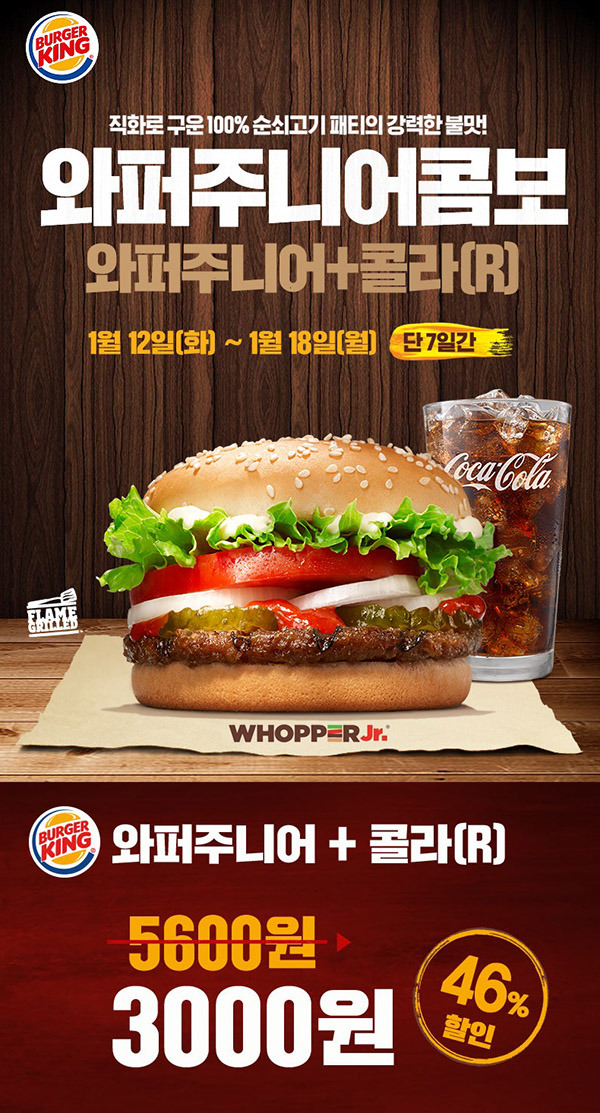 BURGER
KING
직화로 구운 100% 순쇠고기 패티의 강력한 불맛!
와퍼주니어콤보
와퍼주니어+콜라(R)
1월 12일(화) ~ 1월 18일(월) 단 7일간
Coca-Cola
FLAME
GRILLED
WHOPPER Jr.
BURGER
KING
와퍼주니어 + 콜라(R)
5600원
3000원
46%
할인